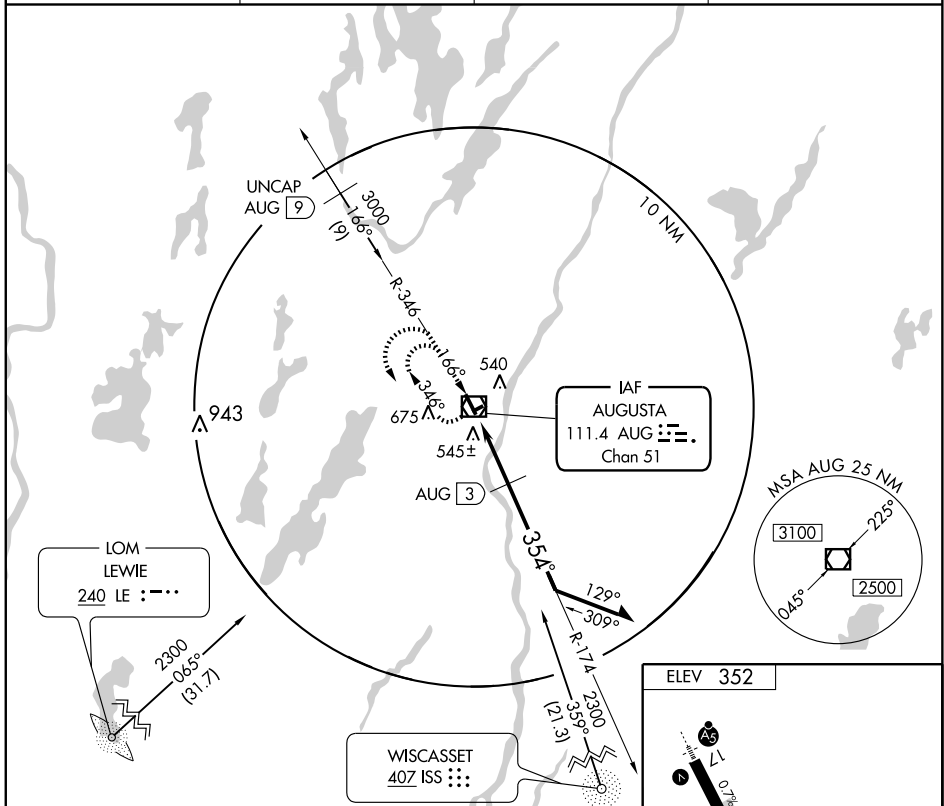 UNCAP
AUG 9
3000
166°
(9)
10 NM
R-346
166°
346°
540
675
545±
943
IAF
AUGUSTA
111.4 AUG
Chan 51
AUG 3
354°
MSA AUG 25 NM
3100
225°
045°
2500
LOM
LEWIE
240 LE
2300
065°
(31.7)
129°
309°
R-174
2300
359°
(21.3)
WISCASSET
407 ISS
ELEV 352
A5
17
0.7%